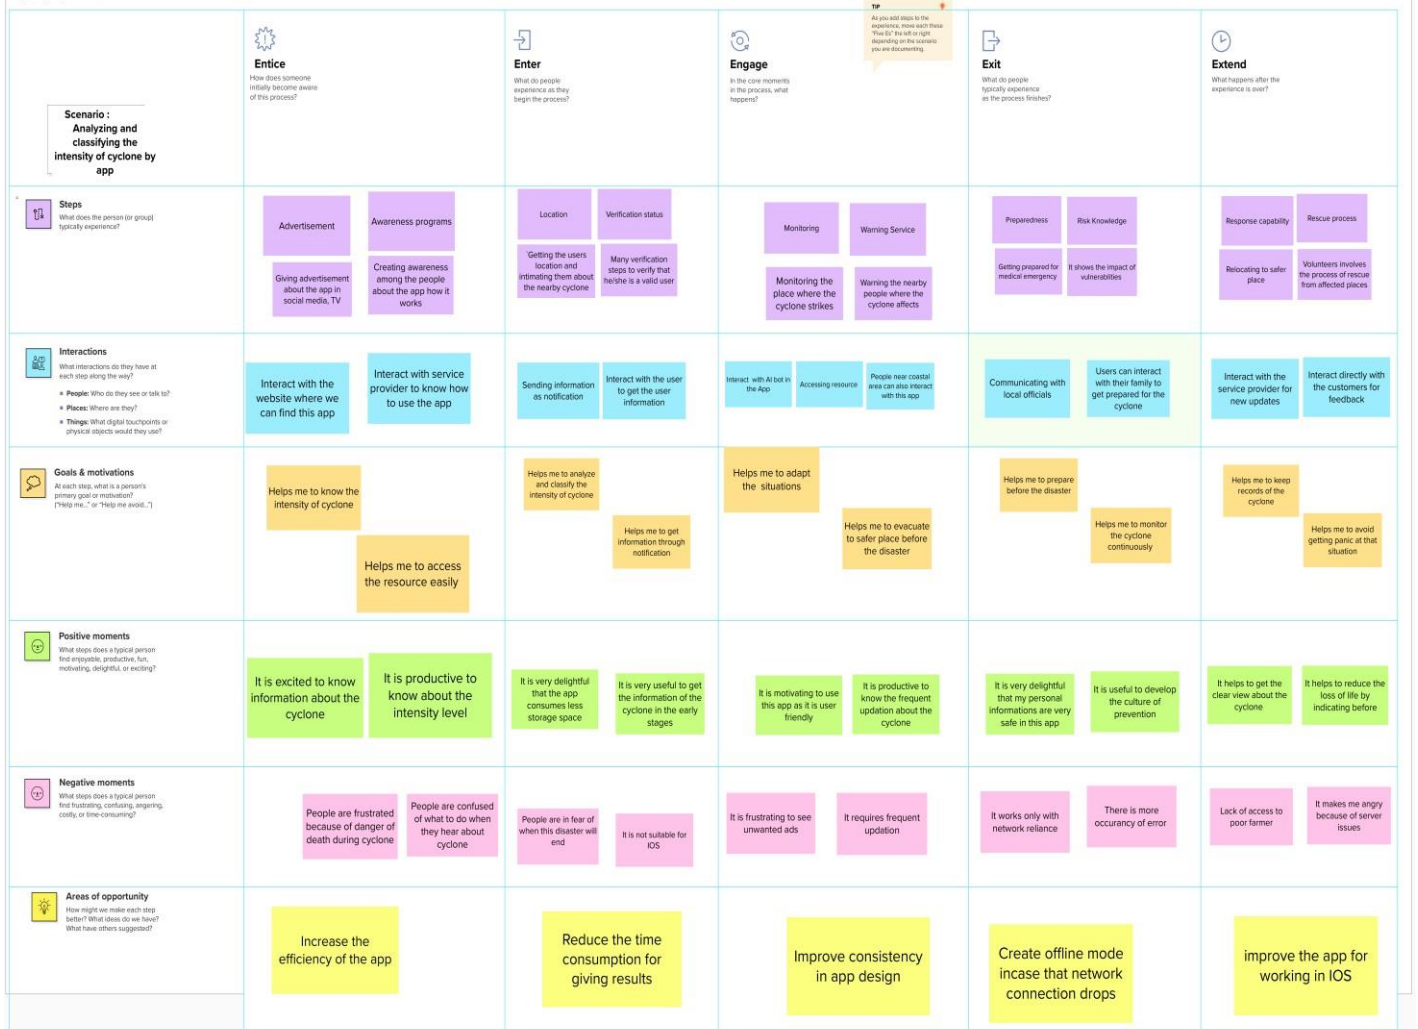 TIP
As you add steps to the
experience, move each these
"Five Es" the left or right
depending on the scenario
you are documenting.
Scenario :
Analyzing and
classifying the
intensity of cyclone by
app
Entice
How does someone
initially become aware
of this process?
Enter
What do people
experience as they
begin the process?
Engage
In the core moments
in the process, what
happens?
Exit
What do people
typically experience
as the process finishes?
Extend
What happens after the
experience is over?
Steps
What does the person (or group)
typically experience?
Advertisement
Awareness programs
Giving advertisement
about the app in
social media, TV
Creating awareness
among the people
about the app how it
works
Location
Verification status
'Getting the users
location and
intimating them about
the nearby cyclone
Many verification
steps to verify that
he/she is a valid user
Monitoring
Warning Service
Monitoring the
place where the
cyclone strikes
Warning the nearby
people where the
cyclone affects
Preparedness
Risk Knowledge
Getting prepared for
medical emergency
It shows the impact of
vulnerablities
Response capability
Rescue process
Relocating to safer
place
Volunteers involves
the process of rescue
from affected places
Interactions
What interactions do they have at
each step along the way?
People: Who do they see or talk to?
Places: Where are they?
Things: What digital touchpoints or
physical objects would they use?
Interact with the
website where we
can find this app
Interact with service
provider to know how
to use the app
Sending information
as notification
Interact with the user
to get the user
information
Interact with AI bot in
the App
Accessing resource
People near coastal
area can also interact
with this app
Communicating with
local officials
Users can interact
with their family to
get prepared for the
cyclone
Interact with the
service provider for
new updates
Interact directly with
the customers for
feedback
Goals & motivations
At each step, what is a person's
primary goal or motivation?
("Help me..." or "Help me avoid...")
Helps me to know the
intensity of cyclone
Helps me to access
the resource easily
Helps me to analyze
and classify the
intensity of cyclone
Helps me to get
information through
notification
Helps me to adapt
the situations
Helps me to evacuate
to safer place before
the disaster
Helps me to prepare
before the disaster
Helps me to monitor
the cyclone
continuously
Helps me to keep
records of the
cyclone
Helps me to avoid
getting panic at that
situation
Positive moments
What steps does a typical person
find enjoyable, productive, fun,
motivating, delightful, or exciting?
It is excited to know
information about the
cyclone
It is productive to
know about the
intensity level
It is very delightful
that the app
consumes less
storage space
It is very useful to get
the information of the
cyclone in the early
stages
It is motivating to use
this app as it is user
friendly
It is productive to
know the frequent
updation about the
cyclone
It is very delightful
that my personal
informations are very
safe in this app
It is useful to develop
the culture of
prevention
It helps to get the
clear view about the
cyclone
It helps to reduce the
loss of life by
indicating before
Negative moments
What steps does a typical person
find frustrating, confusing, angering,
costly, or time-consuming?
People are frustrated
because of danger of
death during cyclone
People are confused
of what to do when
they hear about
cyclone
People are in fear of
when this disaster will
end
It is not suitable for
IOS
It is frustrating to see
unwanted ads
It requires frequent
updation
It works only with
network reliance
There is more
occurancy of error
Lack of access to
poor farmer
It makes me angry
because of server
issues
Areas of opportunity
How might we make each step
better? What ideas do we have?
What have others suggested?
Increase the
efficiency of the app
Reduce the time
consumption for
giving results
Improve consistency
in app design
Create offline mode
incase that network
connection drops
improve the app for
working in IOS